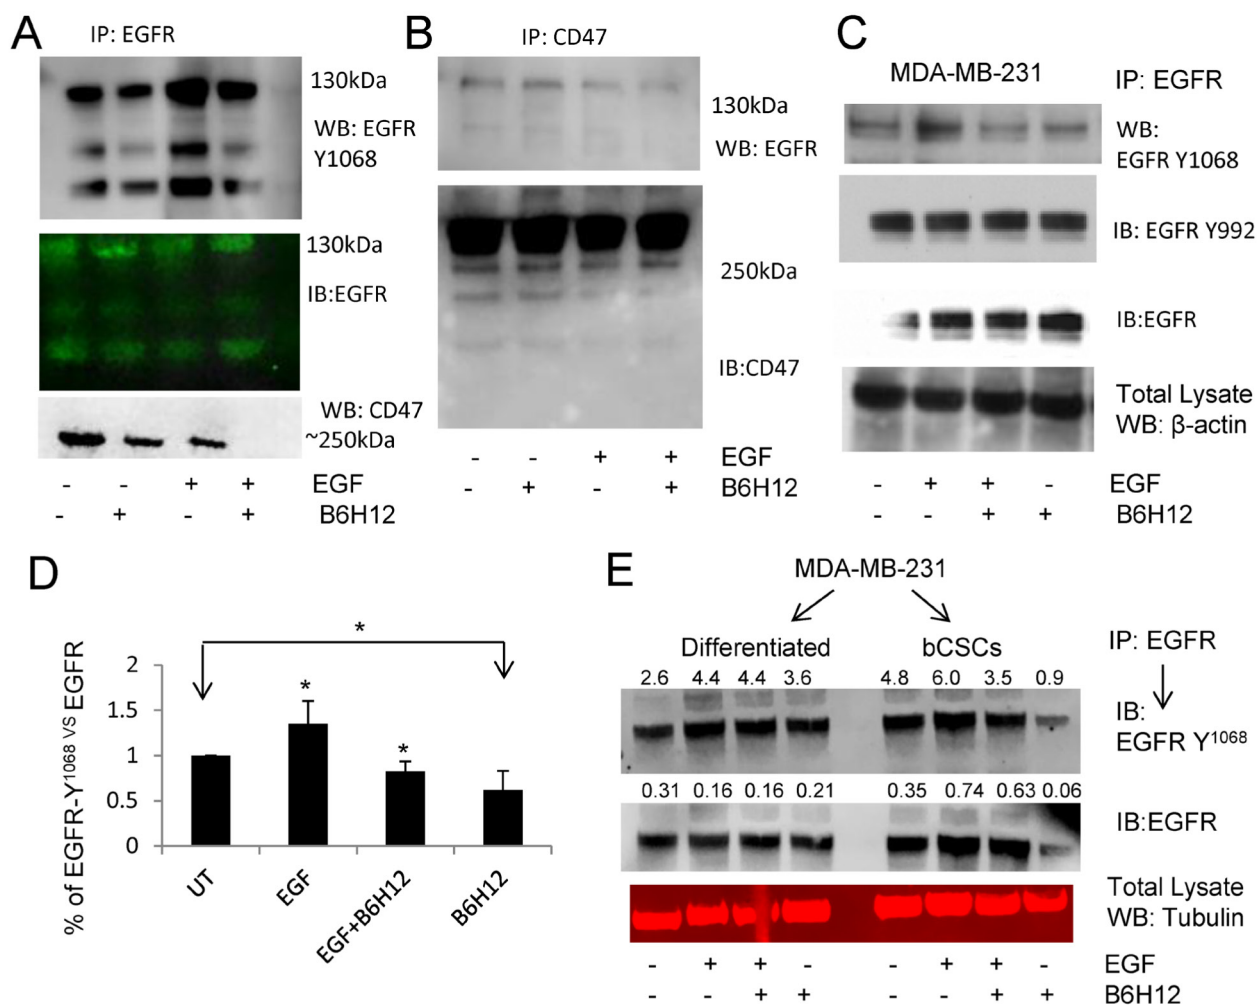 A
IP: EGFR
130kDa
WB: EGFR
Y1068
130kDa
IB:EGFR
WB: CD47
~250kDa
- - + + EGF
- + - + B6H12
B
IP: CD47
130kDa
WB: EGFR
250kDa
IB:CD47
- - + + EGF
- + - + B6H12
C
MDA-MB-231
IP: EGFR
WB:
EGFR Y1068
IB: EGFR Y992
IB:EGFR
Total Lysate
WB: β-actin
- + + - EGF
- - + + B6H12
D
% of EGFR-Y1068 VS EGFR
2
1.5
1
0.5
0
*
*
*
UT
EGF
EGF+B6H12
B6H12
E
MDA-MB-231
Differentiated bCSCs
IP: EGFR
2.6 4.4 4.4 3.6 4.8 6.0 3.5 0.9
IB:
EGFR Y1068
0.31 0.16 0.16 0.21 0.35 0.74 0.63 0.06
IB:EGFR
Total Lysate
WB: Tubulin
- + + - - + + - EGF
- - + + - - + + B6H12